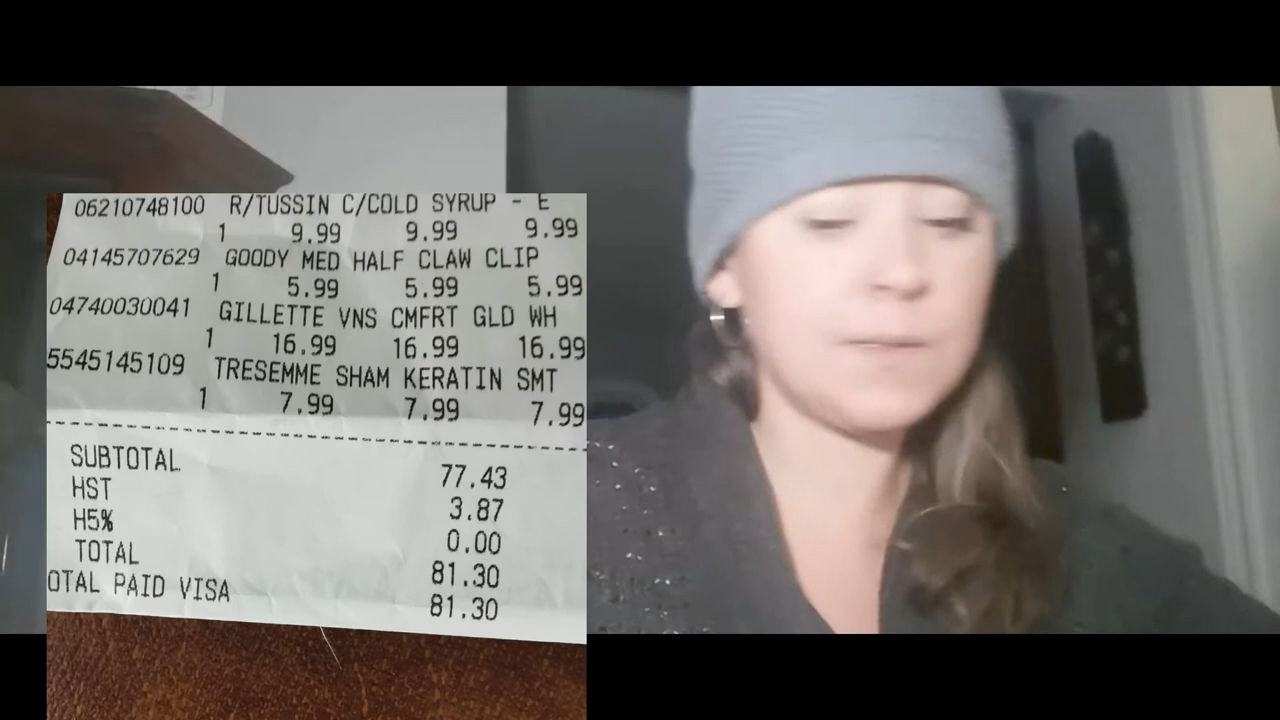 06210748100 R/TUSSIN C/COLD SYRUP - E
1 9.99 9.99 9.99
04145707629 GOODY MED HALF CLAW CLIP
1 5.99 5.99 5.99
04740030041 GILLETTE VNS CMFRT GLD WH
1 16.99 16.99 16.99
5545145109 TRESEMME SHAM KERATIN SMT
1 7.99 7.99 7.99
SUBTOTAL 77.43
HST 3.87
H5% 0.00
TOTAL 81.30
OTAL PAID VISA 81.30